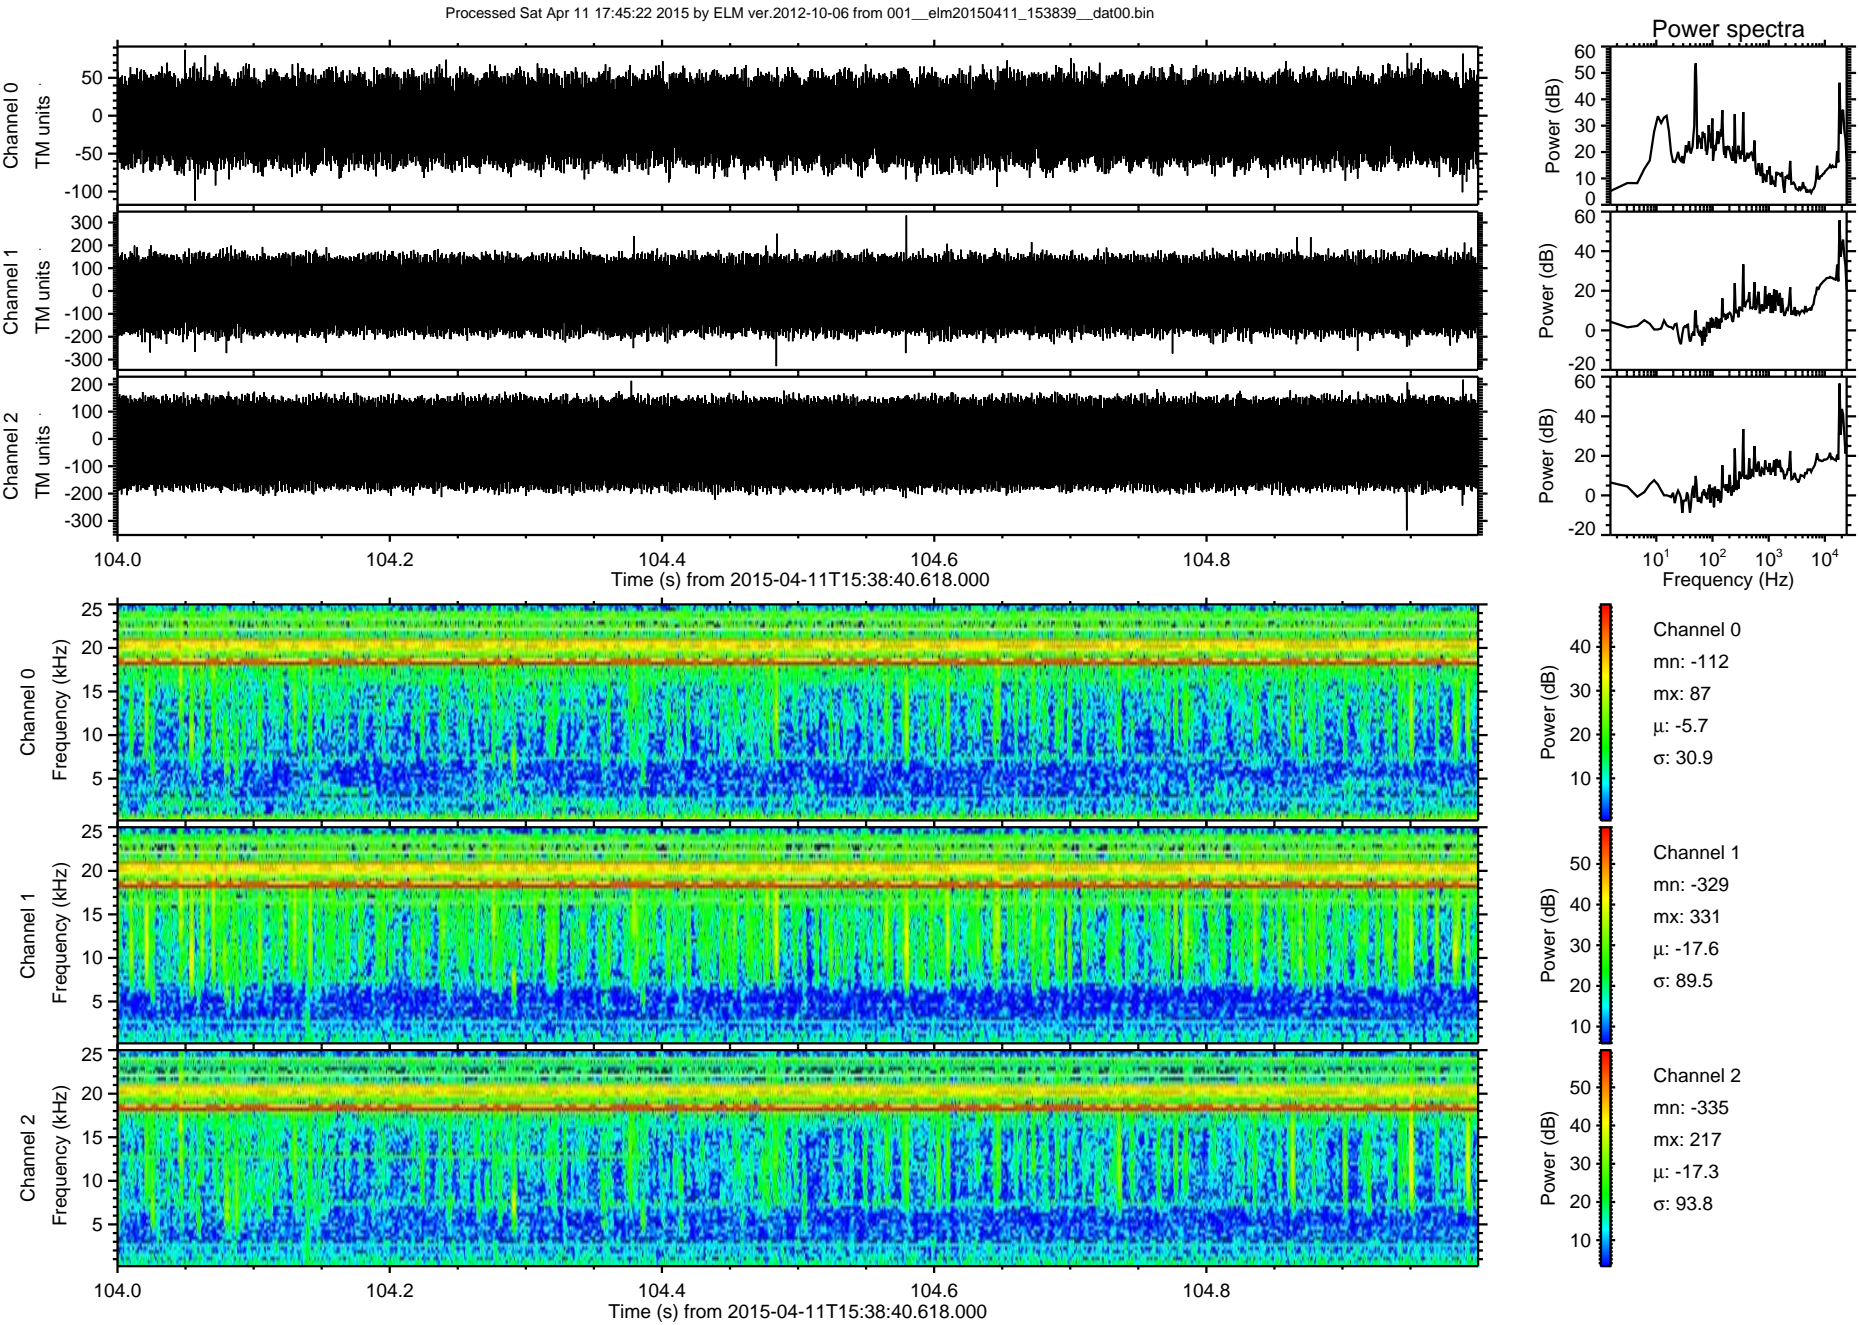 Processed Sat Apr 11 17:45:22 2015 by ELM ver.2012-10-06 from 001__elm20150411_153839__dat00.bin
Power spectra
Channel 0
TM units
50
0
-50
-100
Power (dB)
60
50
40
30
20
10
0
Channel 1
TM units
300
200
100
0
-100
-200
-300
Power (dB)
60
40
20
0
-20
Channel 2
TM units
200
100
0
-100
-200
-300
Power (dB)
60
40
20
0
-20
104.0 104.2 104.4 104.6 104.8
Time (s) from 2015-04-11T15:38:40.618.000
10¹ 10² 10³ 10⁴
Frequency (Hz)
Channel 0
Frequency (kHz)
25
20
15
10
5
Power (dB)
40
30
20
10
Channel 0
mn: -112
mx: 87
μ: -5.7
σ: 30.9
Channel 1
Frequency (kHz)
25
20
15
10
5
Power (dB)
50
40
30
20
10
Channel 1
mn: -329
mx: 331
μ: -17.6
σ: 89.5
Channel 2
Frequency (kHz)
25
20
15
10
5
Power (dB)
50
40
30
20
10
Channel 2
mn: -335
mx: 217
μ: -17.3
σ: 93.8
104.0 104.2 104.4 104.6 104.8
Time (s) from 2015-04-11T15:38:40.618.000